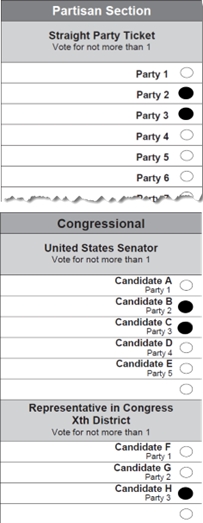 Partisan Section
Straight Party Ticket
Vote for not more than 1
Party 1
Party 2
Party 3
Party 4
Party 5
Party 6
Congressional
United States Senator
Vote for not more than 1
Candidate A
Party 1
Candidate B
Party 2
Candidate C
Party 3
Candidate D
Party 4
Candidate E
Party 5
Representative in Congress
Xth District
Vote for not more than 1
Candidate F
Party 1
Candidate G
Party 2
Candidate H
Party 3